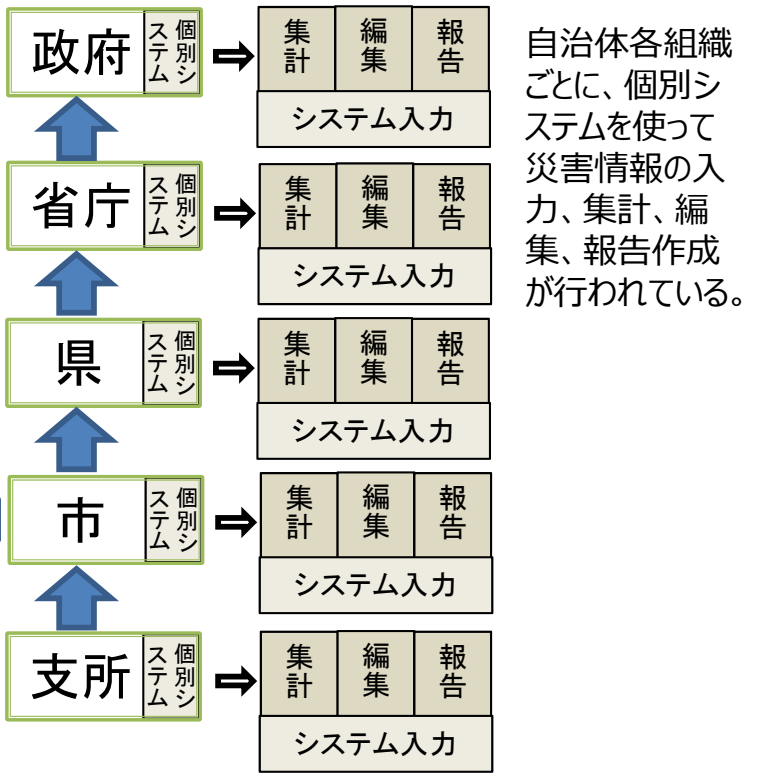 政府
個別シ
ステム
集計
編集
報告
システム入力
省庁
個別シ
ステム
集計
編集
報告
システム入力
県
個別シ
ステム
集計
編集
報告
システム入力
市
個別シ
ステム
集計
編集
報告
システム入力
支所
個別シ
ステム
集計
編集
報告
システム入力
自治体各組織
ごとに、個別シ
ステムを使って
災害情報の入
力、集計、編
集、報告作成
が行われている。